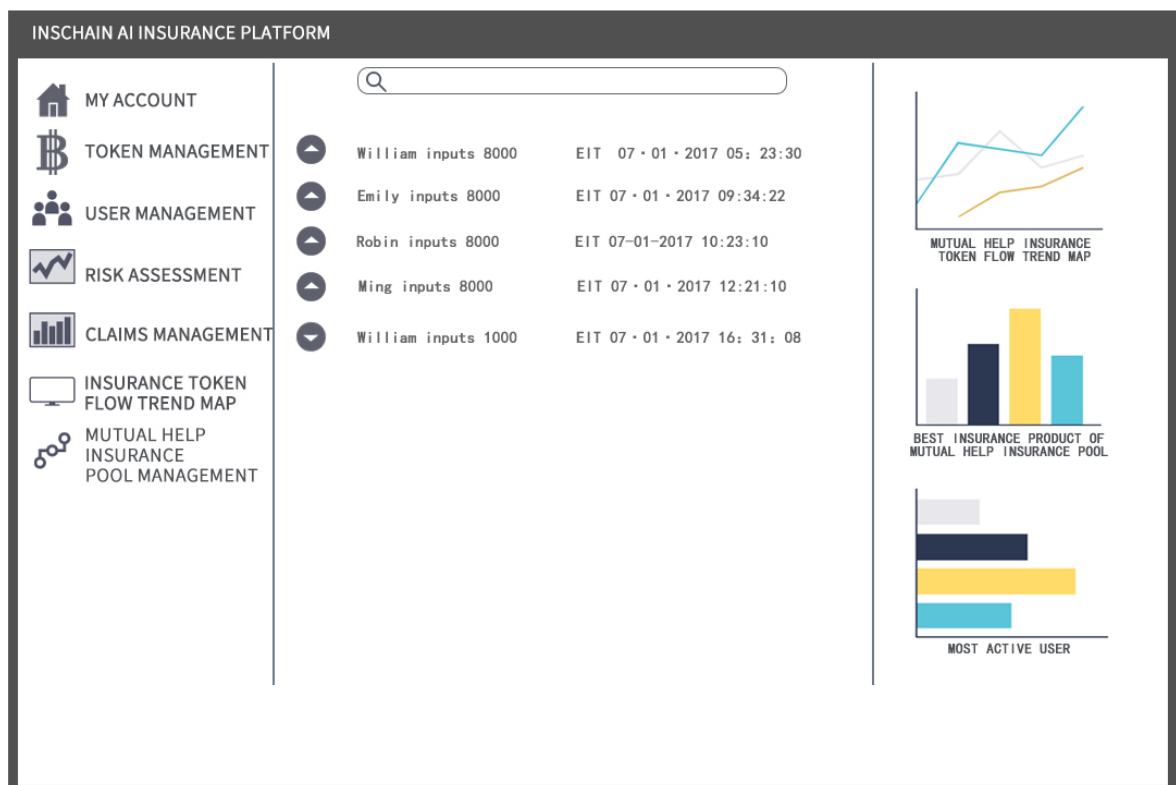 INSCHAIN AI INSURANCE PLATFORM
MY ACCOUNT
TOKEN MANAGEMENT
USER MANAGEMENT
RISK ASSESSMENT
CLAIMS MANAGEMENT
INSURANCE TOKEN
FLOW TREND MAP
MUTUAL HELP
INSURANCE
POOL MANAGEMENT
William inputs 8000 EIT 07·01·2017 05: 23:30
Emily inputs 8000 EIT 07·01·2017 09:34:22
Robin inputs 8000 EIT 07-01-2017 10:23:10
Ming inputs 8000 EIT 07·01·2017 12:21:10
William inputs 1000 EIT 07·01·2017 16: 31: 08
MUTUAL HELP INSURANCE
TOKEN FLOW TREND MAP
BEST INSURANCE PRODUCT OF
MUTUAL HELP INSURANCE POOL
MOST ACTIVE USER